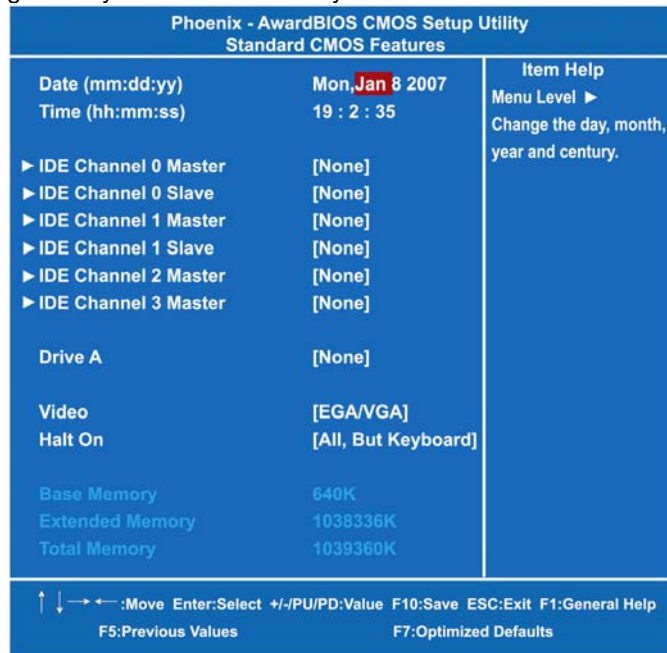 Phoenix - AwardBIOS CMOS Setup Utility
Standard CMOS Features
Date (mm:dd:yy) Mon,Jan 8 2007
Time (hh:mm:ss) 19 : 2 : 35
► IDE Channel 0 Master [None]
► IDE Channel 0 Slave [None]
► IDE Channel 1 Master [None]
► IDE Channel 1 Slave [None]
► IDE Channel 2 Master [None]
► IDE Channel 3 Master [None]
Drive A [None]
Video [EGA/VGA]
Halt On [All, But Keyboard]
Base Memory 640K
Extended Memory 1038336K
Total Memory 1039360K
Item Help
Menu Level ►
Change the day, month,
year and century.
↑ ↓ → ← :Move Enter:Select +/-/PU/PD:Value F10:Save ESC:Exit F1:General Help
F5:Previous Values F7:Optimized Defaults